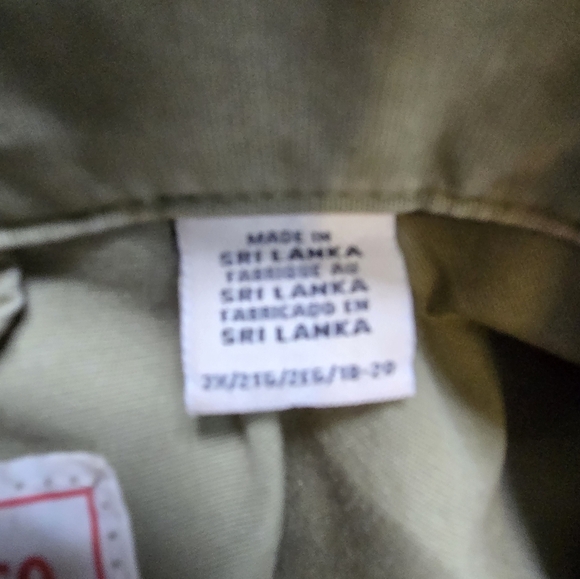 MADE IN
SRI LANKA
FABRIQUE AU
SRI LANKA
FABRICADO EN
SRI LANKA
2X/2TG/2EG/18-20